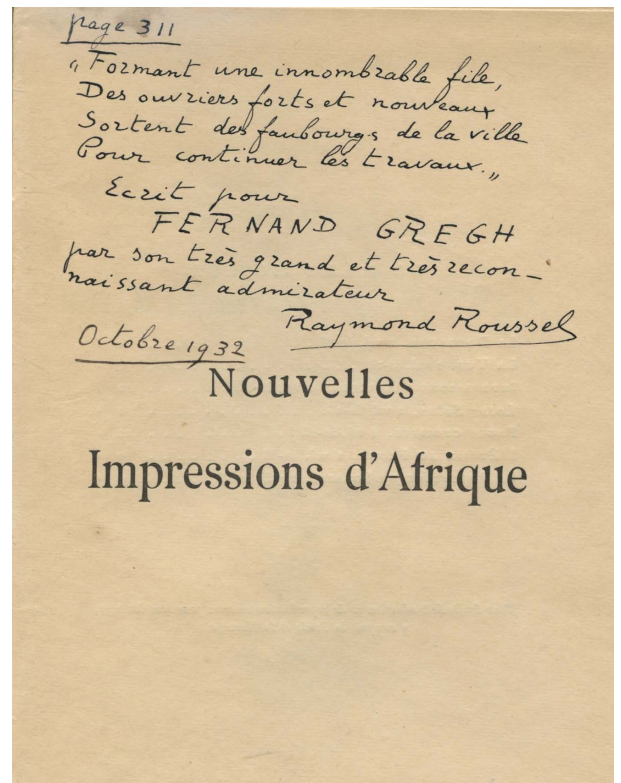 page 311
„Formant une innombrable file,
Des ouvriers forts et nouveaux
Sortent des faubourgs de la ville
Pour continuer les travaux.„
Ecrit pour
FERNAND GREGH
par son très grand et très recon-
naissant admirateur
Raymond Roussel
Octobre 1932
Nouvelles
Impressions d'Afrique